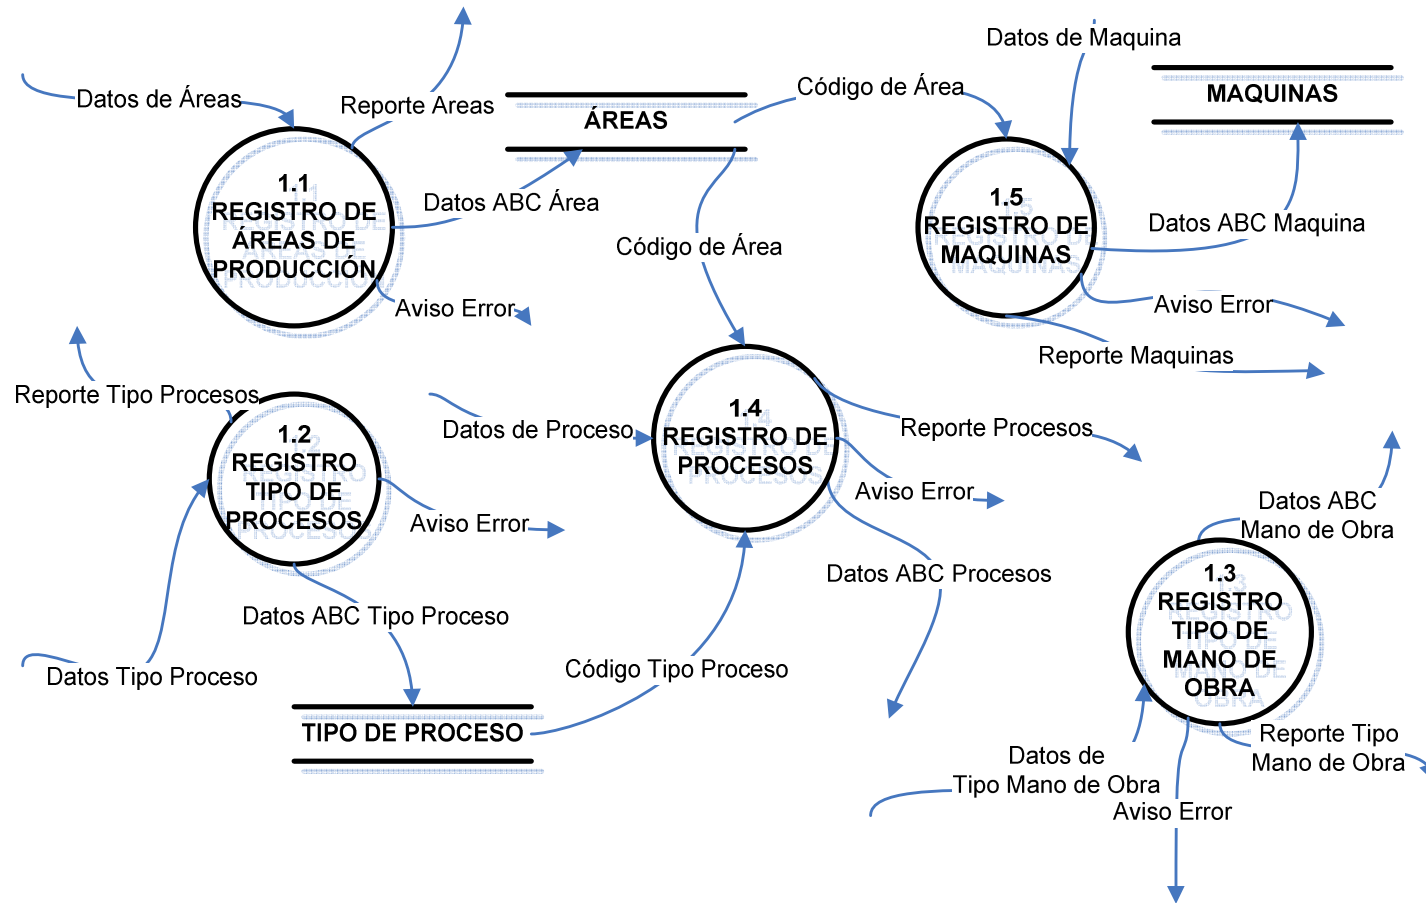 Datos de Maquina
Datos de Áreas
Reporte Areas
ÁREAS
Código de Área
MAQUINAS
1.1
REGISTRO DE
ÁREAS DE
PRODUCCIÓN
Datos ABC Área
Código de Área
1.5
REGISTRO DE
MAQUINAS
Datos ABC Maquina
Aviso Error
Aviso Error
Reporte Maquinas
Reporte Tipo Procesos
1.2
REGISTRO
TIPO DE
PROCESOS
Datos de Proceso
1.4
REGISTRO DE
PROCESOS
Reporte Procesos
Aviso Error
Aviso Error
Datos ABC
Mano de Obra
Datos ABC Procesos
Datos ABC Tipo Proceso
Datos Tipo Proceso
Código Tipo Proceso
1.3
REGISTRO
TIPO DE
MANO DE
OBRA
TIPO DE PROCESO
Datos de
Tipo Mano de Obra
Reporte Tipo
Mano de Obra
Aviso Error